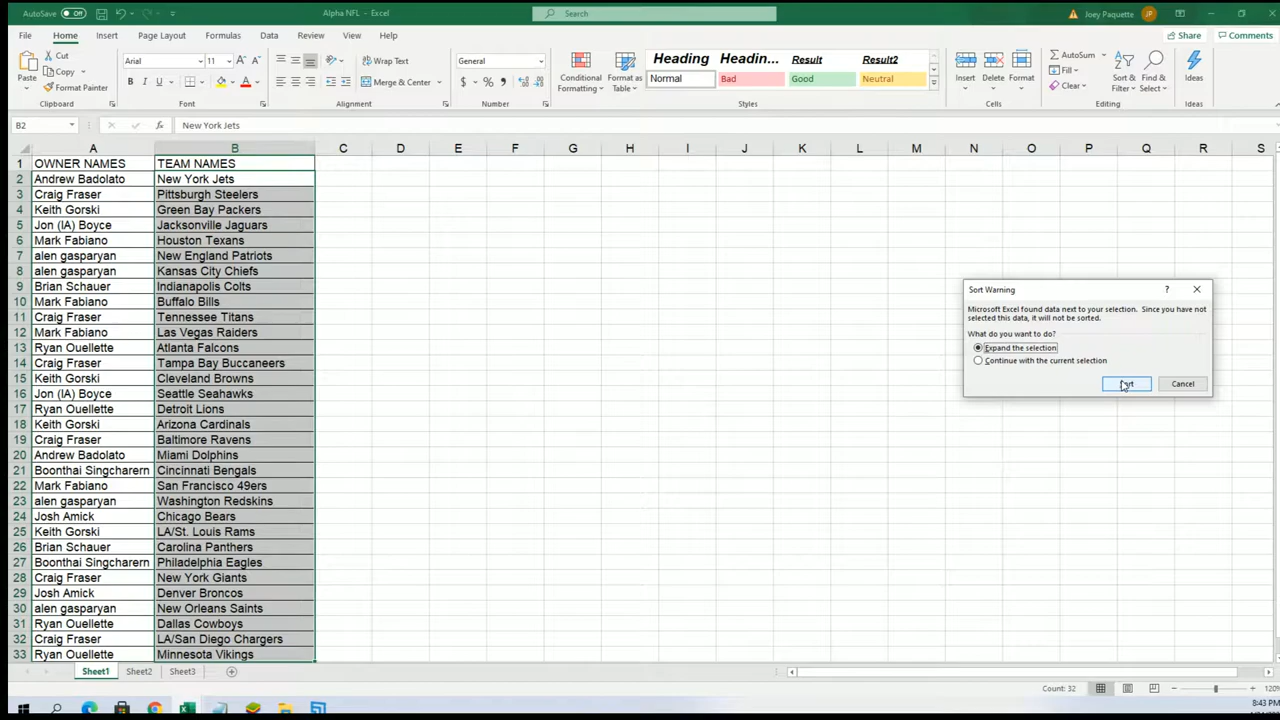 AutoSave Off Alpha NFL - Excel Search Joey Paquette JP
File Home Insert Page Layout Formulas Data Review View Help Share Comments
Paste Cut Copy Format Painter Clipboard
Arial 11 B I U Font
Wrap Text Merge & Center Alignment
General $ % Number
Conditional Formatting Format as Table
Heading Headin... Result Result2
Normal Bad Good Neutral
Styles
Insert Delete Format Cells
AutoSum Fill Clear Sort & Filter Find & Select Editing
Ideas Ideas
B2 fx New York Jets
A B C D E F G H I J K L M N O P Q R S
1 OWNER NAMES TEAM NAMES
2 Andrew Badolato New York Jets
3 Craig Fraser Pittsburgh Steelers
4 Keith Gorski Green Bay Packers
5 Jon (IA) Boyce Jacksonville Jaguars
6 Mark Fabiano Houston Texans
7 alen gasparyan New England Patriots
8 alen gasparyan Kansas City Chiefs
9 Brian Schauer Indianapolis Colts
10 Mark Fabiano Buffalo Bills
11 Craig Fraser Tennessee Titans
12 Mark Fabiano Las Vegas Raiders
13 Ryan Ouellette Atlanta Falcons
14 Craig Fraser Tampa Bay Buccaneers
15 Keith Gorski Cleveland Browns
16 Jon (IA) Boyce Seattle Seahawks
17 Ryan Ouellette Detroit Lions
18 Keith Gorski Arizona Cardinals
19 Craig Fraser Baltimore Ravens
20 Andrew Badolato Miami Dolphins
21 Boonthai Singcharern Cincinnati Bengals
22 Mark Fabiano San Francisco 49ers
23 alen gasparyan Washington Redskins
24 Josh Amick Chicago Bears
25 Keith Gorski LA/St. Louis Rams
26 Brian Schauer Carolina Panthers
27 Boonthai Singcharern Philadelphia Eagles
28 Craig Fraser New York Giants
29 Josh Amick Denver Broncos
30 alen gasparyan New Orleans Saints
31 Ryan Ouellette Dallas Cowboys
32 Craig Fraser LA/San Diego Chargers
33 Ryan Ouellette Minnesota Vikings
Sort Warning ?
Microsoft Excel found data next to your selection. Since you have not
selected this data, it will not be sorted.
What do you want to do?
Expand the selection
Continue with the current selection
Sort Cancel
Sheet1 Sheet2 Sheet3
Count: 32 120%
8:43 PM